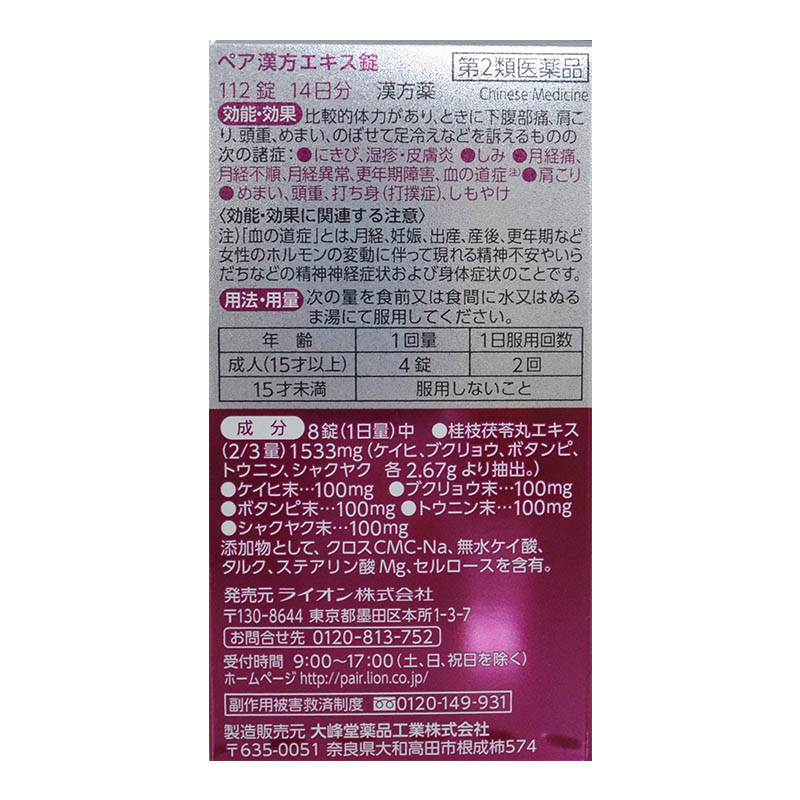 ペア漢方エキス錠
第2類医薬品
112錠 14日分 漢方薬 Chinese Medicine
効能・効果 比較的体力があり、ときに下腹部痛、肩こ
り、頭重、めまい、のぼせて足冷えなどを訴えるものの
次の諸症：●にきび、湿疹・皮膚炎 ●しみ ●月経痛、
月経不順、月経異常、更年期障害、血の道症注) ●肩こり
●めまい、頭重、打ち身（打撲症）、しもやけ
〈効能・効果に関連する注意〉
注)「血の道症」とは、月経、妊娠、出産、産後、更年期など
女性のホルモンの変動に伴って現れる精神不安やいら
だちなどの精神神経症状および身体症状のことです。
用法・用量 次の量を食前又は食間に水又はぬる
ま湯にて服用してください。
年齢 1回量 1日服用回数
成人（15才以上） 4錠 2回
15才未満 服用しないこと
成分 8錠（1日量）中 ●桂枝茯苓丸エキス
（2/3量）1533mg（ケイヒ、ブクリョウ、ボタンピ、
トウニン、シャクヤク 各2.67gより抽出。）
●ケイヒ末…100mg ●ブクリョウ末…100mg
●ボタンピ末…100mg ●トウニン末…100mg
●シャクヤク末…100mg
添加物として、クロスCMC-Na、無水ケイ酸、
タルク、ステアリン酸Mg、セルロースを含有。
発売元 ライオン株式会社
〒130-8644 東京都墨田区本所1-3-7
お問合せ先 0120-813-752
受付時間 9:00〜17:00（土、日、祝日を除く）
ホームページ http://pair.lion.co.jp/
副作用被害救済制度 0120-149-931
製造販売元 大峰堂薬品工業株式会社
〒635-0051 奈良県大和高田市根成柿574